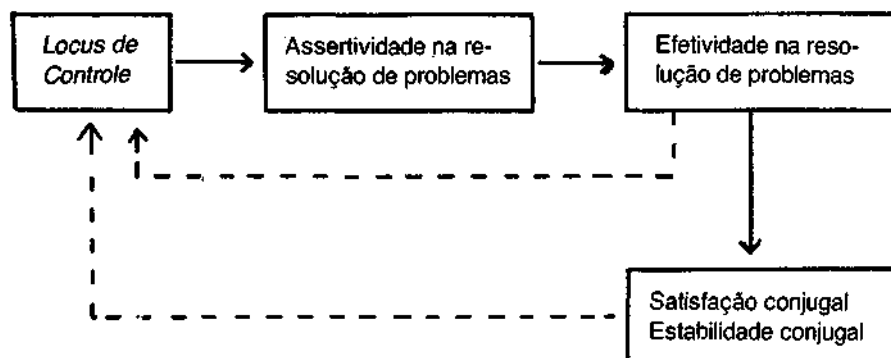 Locus de
Controle
Assertividade na re-
solução de problemas
Efetividade na reso-
lução de problemas
Satisfação conjugal
Estabilidade conjugal